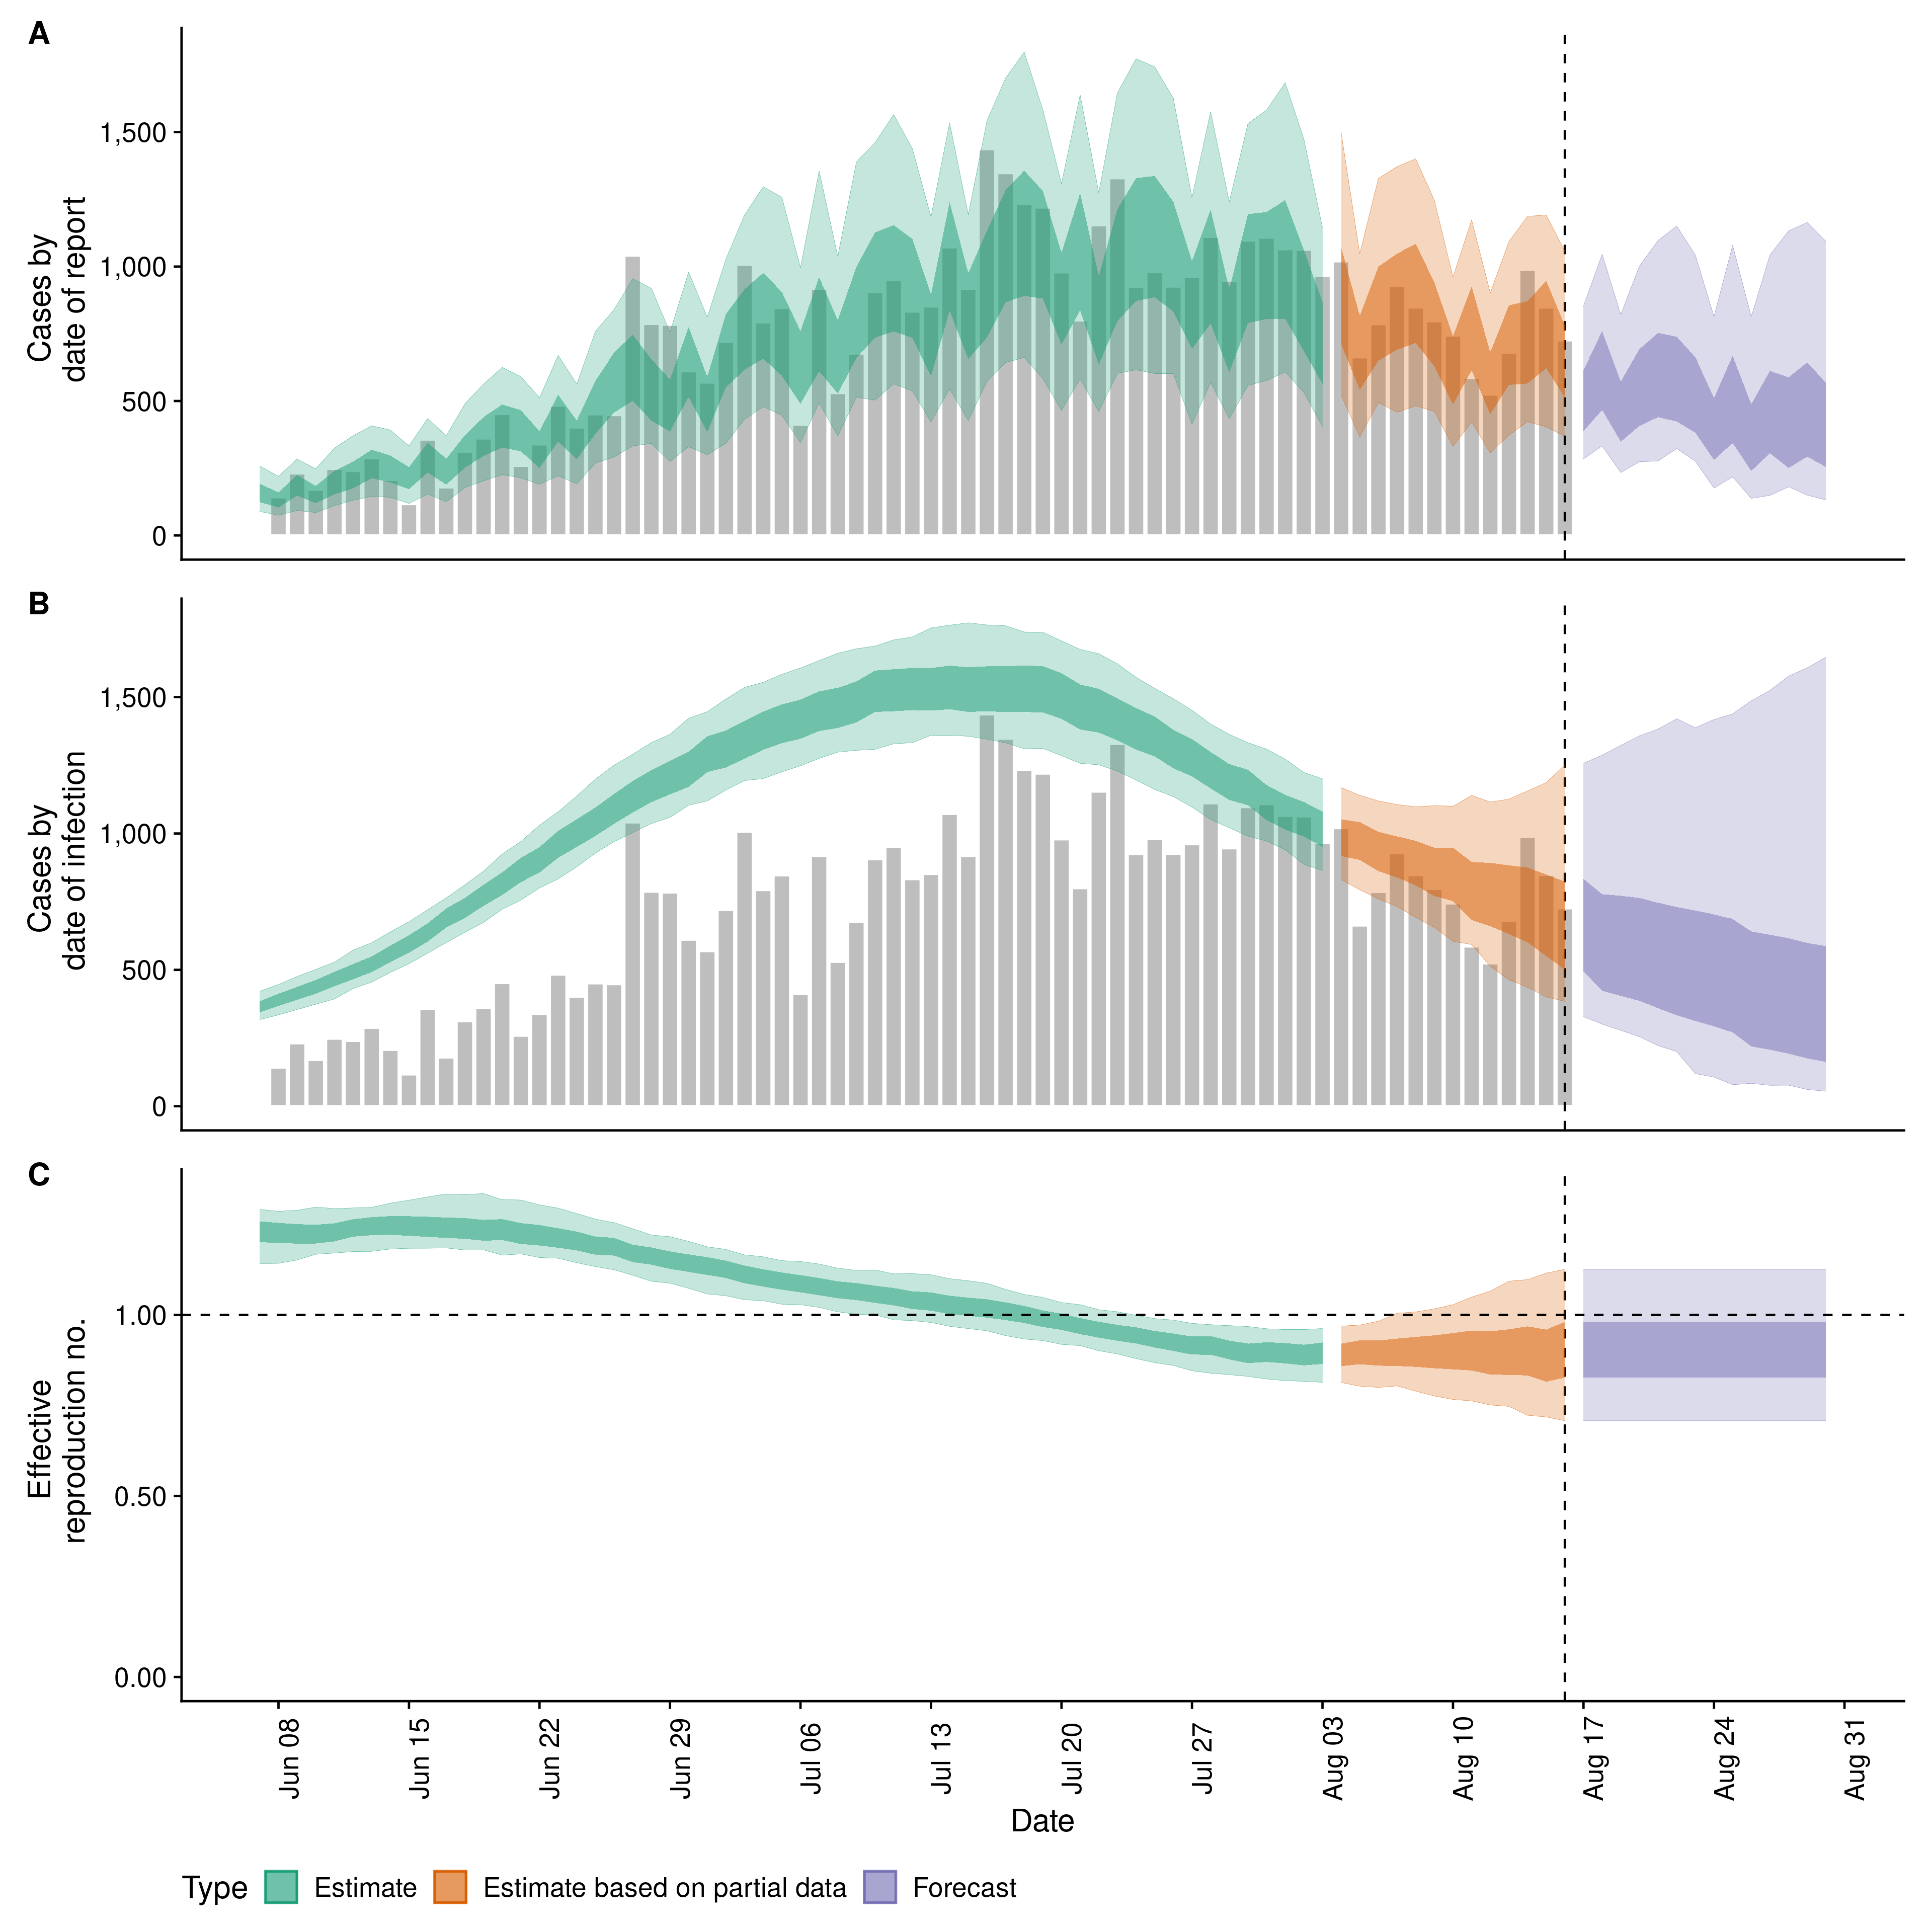 A
Cases by
date of report
1,500
1,000
500
0
B
Cases by
date of infection
1,500
1,000
500
0
C
Effective
reproduction no.
1.00
0.50
0.00
Jun 08
Jun 15
Jun 22
Jun 29
Jul 06
Jul 13
Jul 20
Jul 27
Aug 03
Aug 10
Aug 17
Aug 24
Aug 31
Date
Type
Estimate
Estimate based on partial data
Forecast